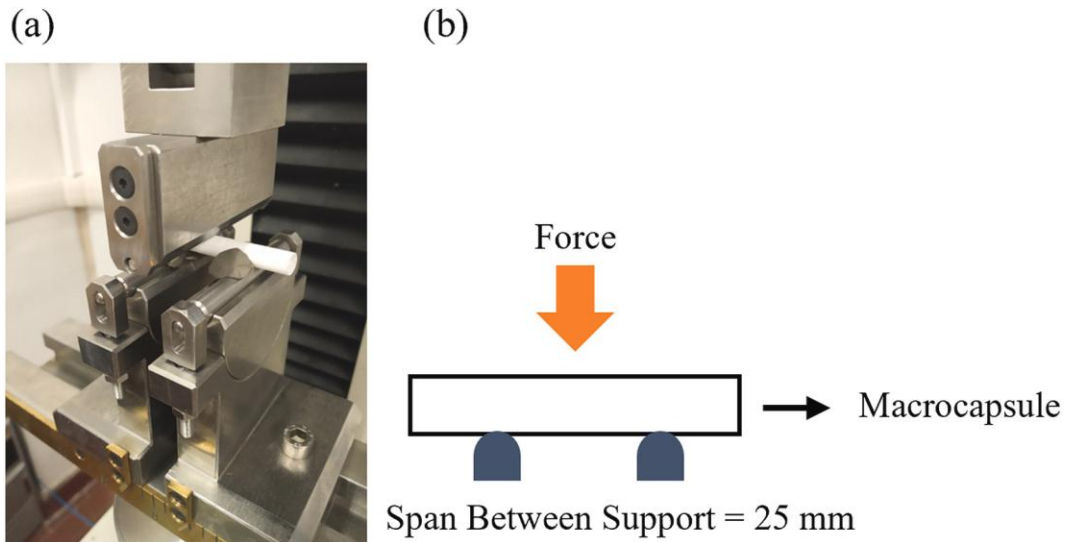 (a)
(b)
Force
Macrocapsule
Span Between Support = 25 mm